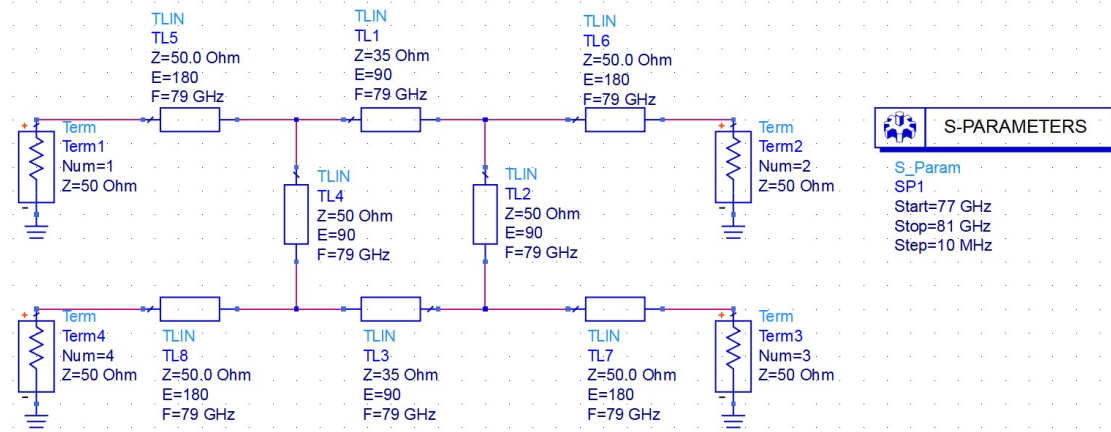 TLIN
TL5
Z=50.0 Ohm
E=180
F=79 GHz
TLIN
TL1
Z=35 Ohm
E=90
F=79 GHz
TLIN
TL6
Z=50.0 Ohm
E=180
F=79 GHz
+
Term
Term1
Num=1
Z=50 Ohm
-
TLIN
TL4
Z=50 Ohm
E=90
F=79 GHz
TLIN
TL2
Z=50 Ohm
E=90
F=79 GHz
+
Term
Term2
Num=2
Z=50 Ohm
-
S-PARAMETERS
S_Param
SP1
Start=77 GHz
Stop=81 GHz
Step=10 MHz
+
Term
Term4
Num=4
Z=50 Ohm
-
TLIN
TL8
Z=50.0 Ohm
E=180
F=79 GHz
TLIN
TL3
Z=35 Ohm
E=90
F=79 GHz
TLIN
TL7
Z=50.0 Ohm
E=180
F=79 GHz
+
Term
Term3
Num=3
Z=50 Ohm
-